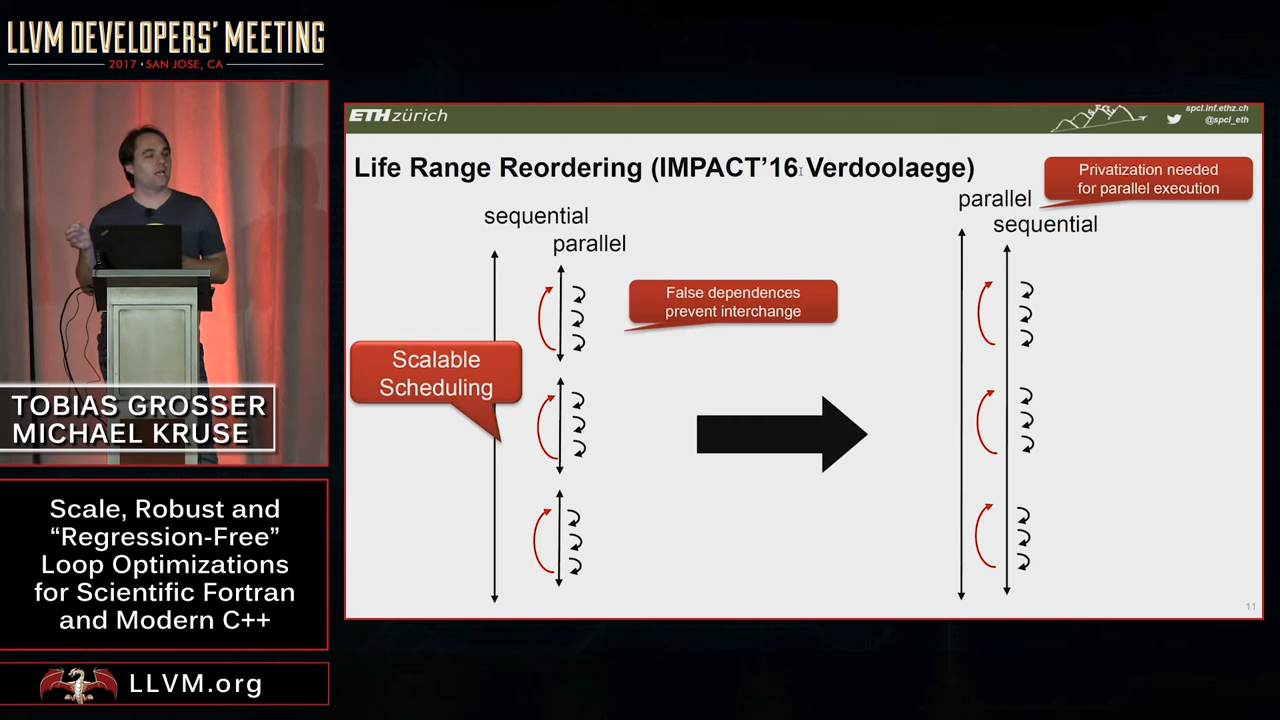 LLVM DEVELOPERS' MEETING
2017 · SAN JOSE, CA
TOBIAS GROSSER
MICHAEL KRUSE
Scale, Robust and
“Regression-Free”
Loop Optimizations
for Scientific Fortran
and Modern C++
LLVM.org
ETH zürich
spcl.inf.ethz.ch
@spcl_eth
Life Range Reordering (IMPACT’16 Verdoolaege)
Privatization needed
for parallel execution
sequential
parallel
parallel
sequential
False dependences
prevent interchange
Scalable
Scheduling
11